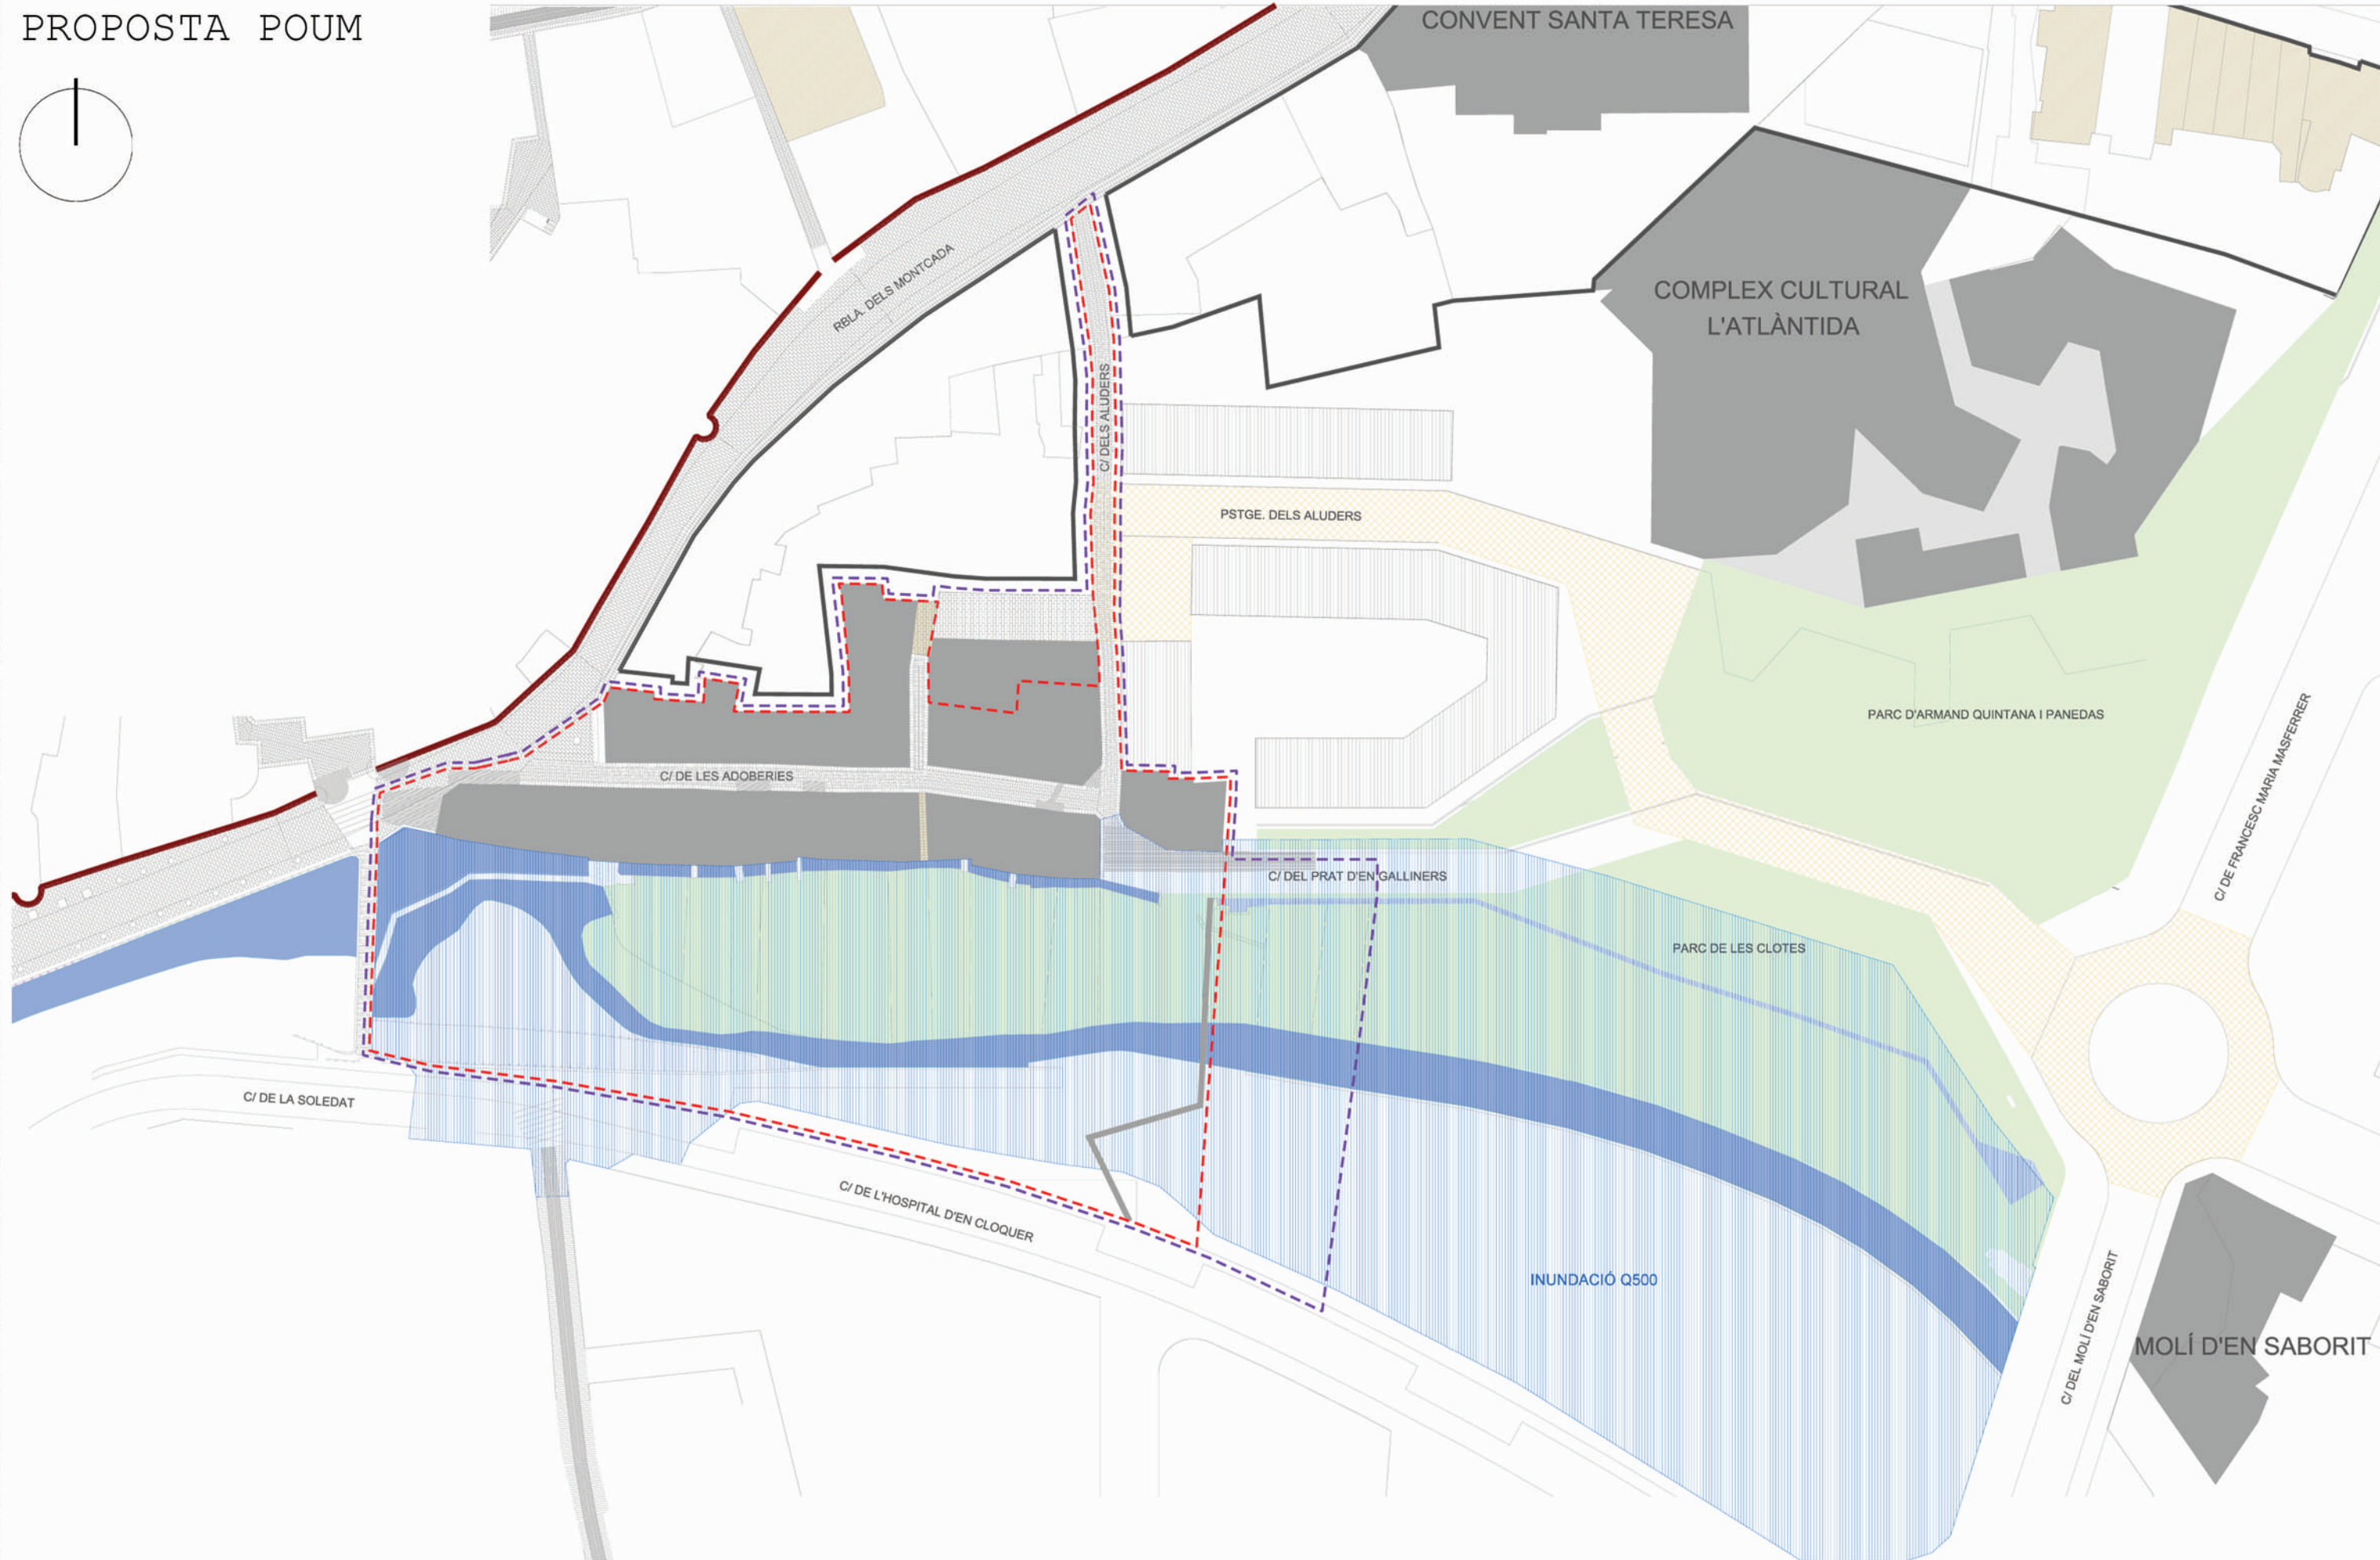 PROPOSTA POUM
CONVENT SANTA TERESA
RBLA. DELS MONTCADA
COMPLEX CULTURAL
L'ATLÀNTIDA
C/ DELS ALUDERS
PSTGE. DELS ALUDERS
PARC D'ARMAND QUINTANA I PANEDAS
C/ DE FRANCESC MARIA MASFERRER
C/ DE LES ADOBERIES
C/ DEL PRAT D'EN GALLINERS
PARC DE LES CLOTES
C/ DE LA SOLEDAT
C/ DE L'HOSPITAL D'EN CLOQUER
INUNDACIÓ Q500
C/ DEL MOLÍ D'EN SABORIT
MOLÍ D'EN SABORIT